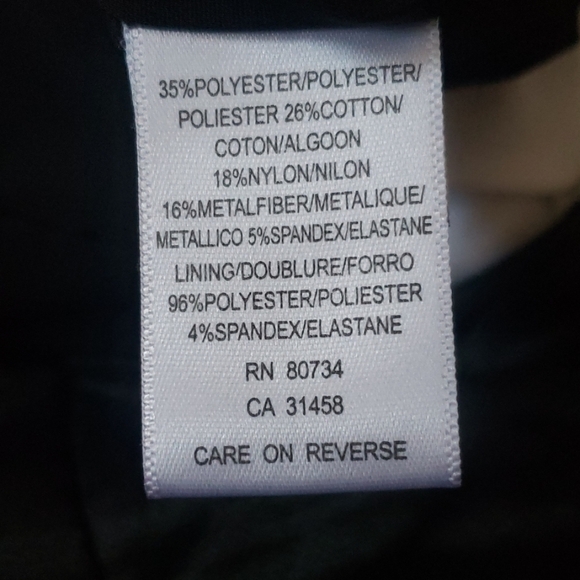 35%POLYESTER/POLYESTER/
POLIESTER 26%COTTON/
COTON/ALGOON
18%NYLON/NILON
16%METALFIBER/METALIQUE/
METALLICO 5%SPANDEX/ELASTANE
LINING/DOUBLURE/FORRO
96%POLYESTER/POLIESTER
4%SPANDEX/ELASTANE
RN 80734
CA 31458
CARE ON REVERSE